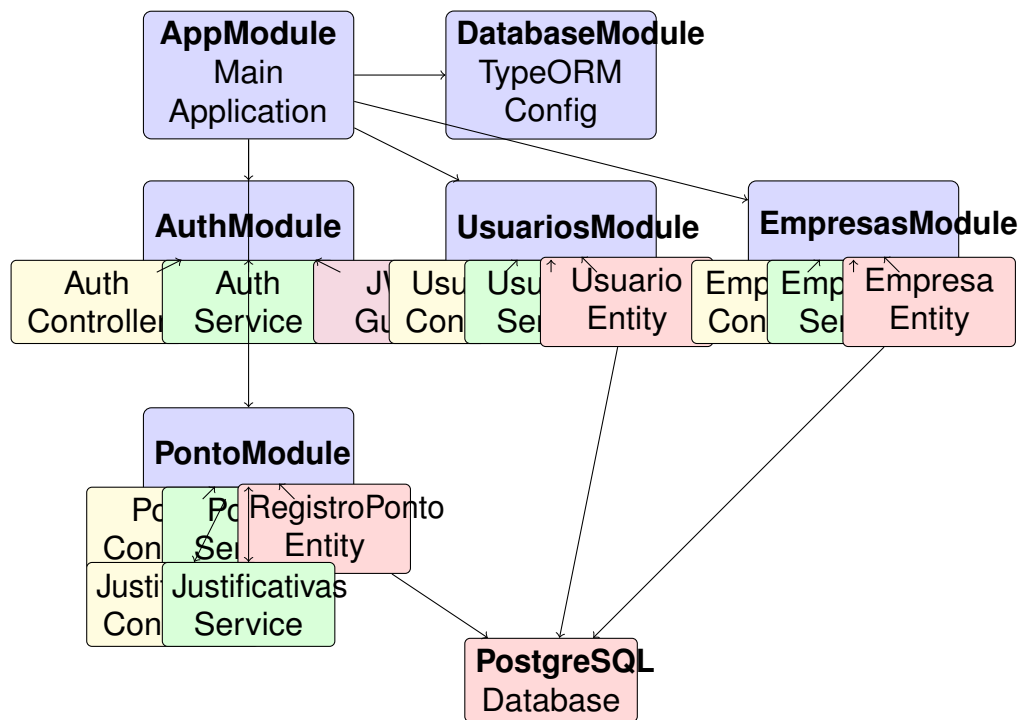 AppModule
Main
Application
DatabaseModule
TypeORM
Config
AuthModule
UsuariosModule
EmpresasModule
Auth
Controller
Auth
Service
Usuario
Entity
Empresa
Entity
PontoModule
RegistroPonto
Entity
Justificativas
Service
PostgreSQL
Database